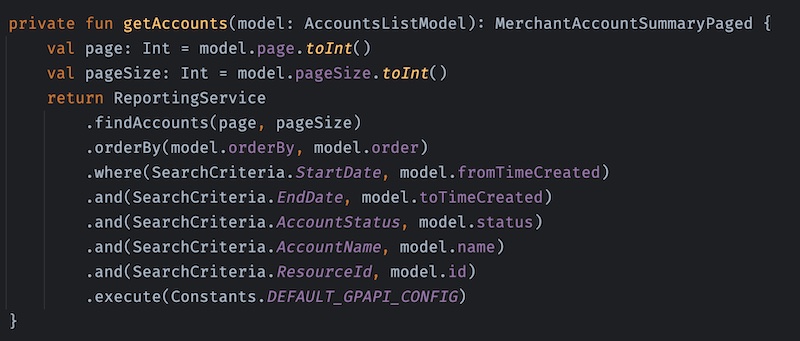 private fun getAccounts(model: AccountsListModel): MerchantAccountSummaryPaged {
    val page: Int = model.page.toInt()
    val pageSize: Int = model.pageSize.toInt()
    return ReportingService
        .findAccounts(page, pageSize)
        .orderBy(model.orderBy, model.order)
        .where(SearchCriteria.StartDate, model.fromTimeCreated)
        .and(SearchCriteria.EndDate, model.toTimeCreated)
        .and(SearchCriteria.AccountStatus, model.status)
        .and(SearchCriteria.AccountName, model.name)
        .and(SearchCriteria.ResourceId, model.id)
        .execute(Constants.DEFAULT_GPAPI_CONFIG)
}